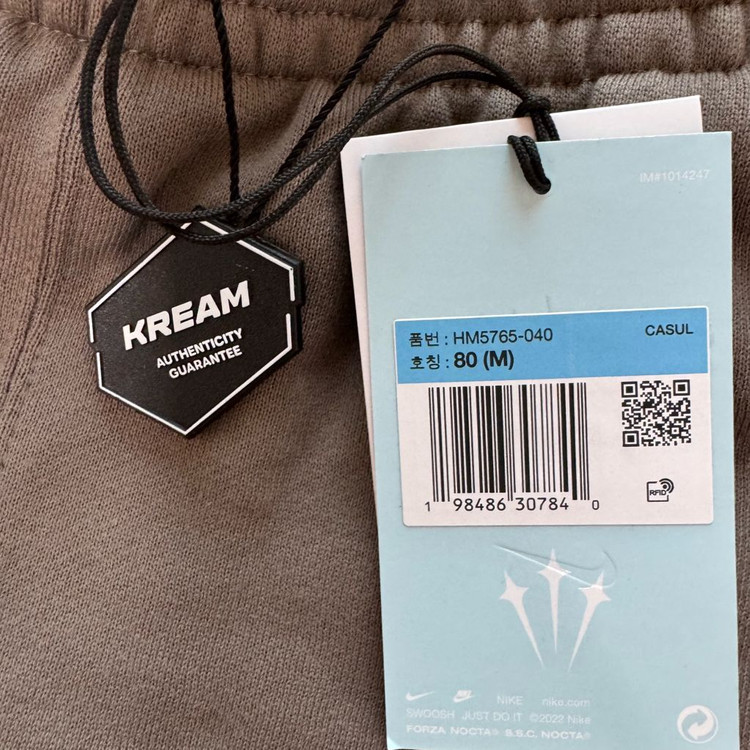 KREAM
AUTHENTICITY
GUARANTEE
IM#1014247
품번 : HM5765-040 CASUL
호칭 : 80 (M)
RFID
1 98486 30784 0
NIKE nike.com
SWOOSH JUST DO IT ©2022 Nike
FORZA NOCTA® S.S.C. NOCTA®